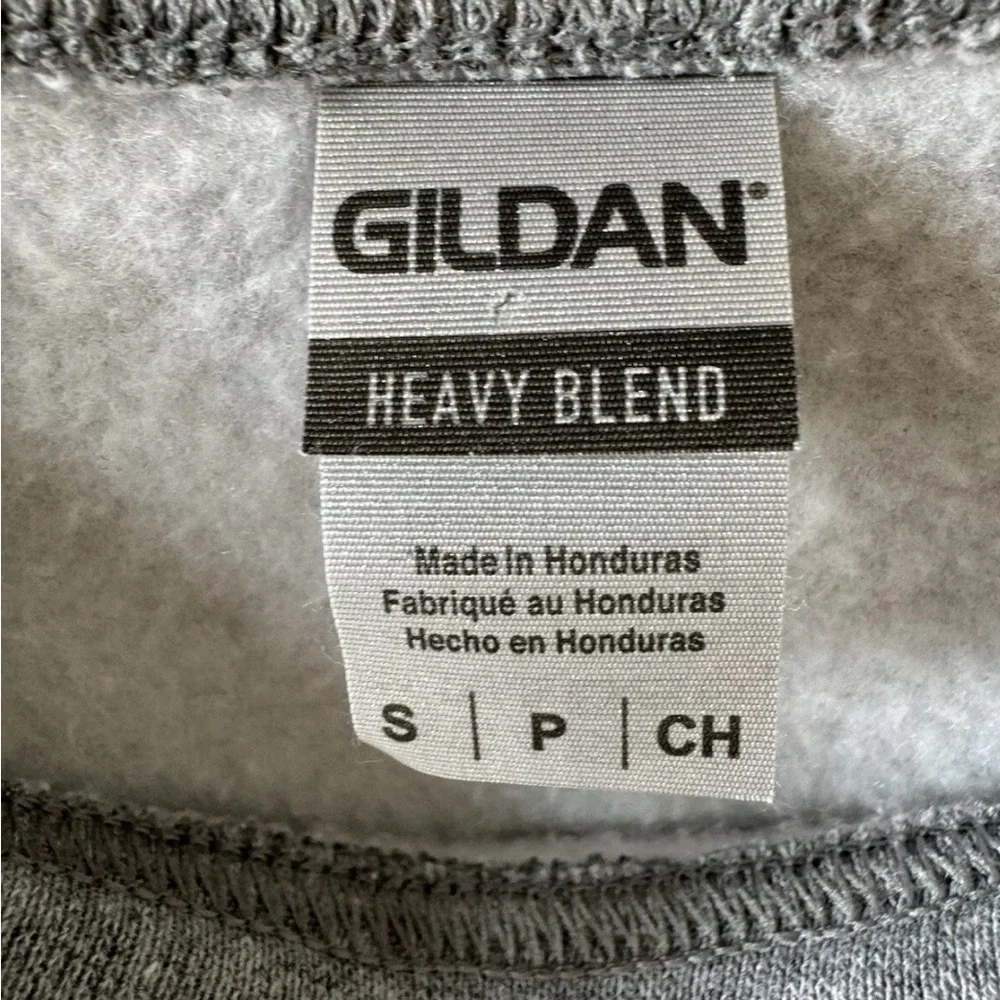 GILDAN®
HEAVY BLEND
Made In Honduras
Fabriqué au Honduras
Hecho en Honduras
S | P | CH